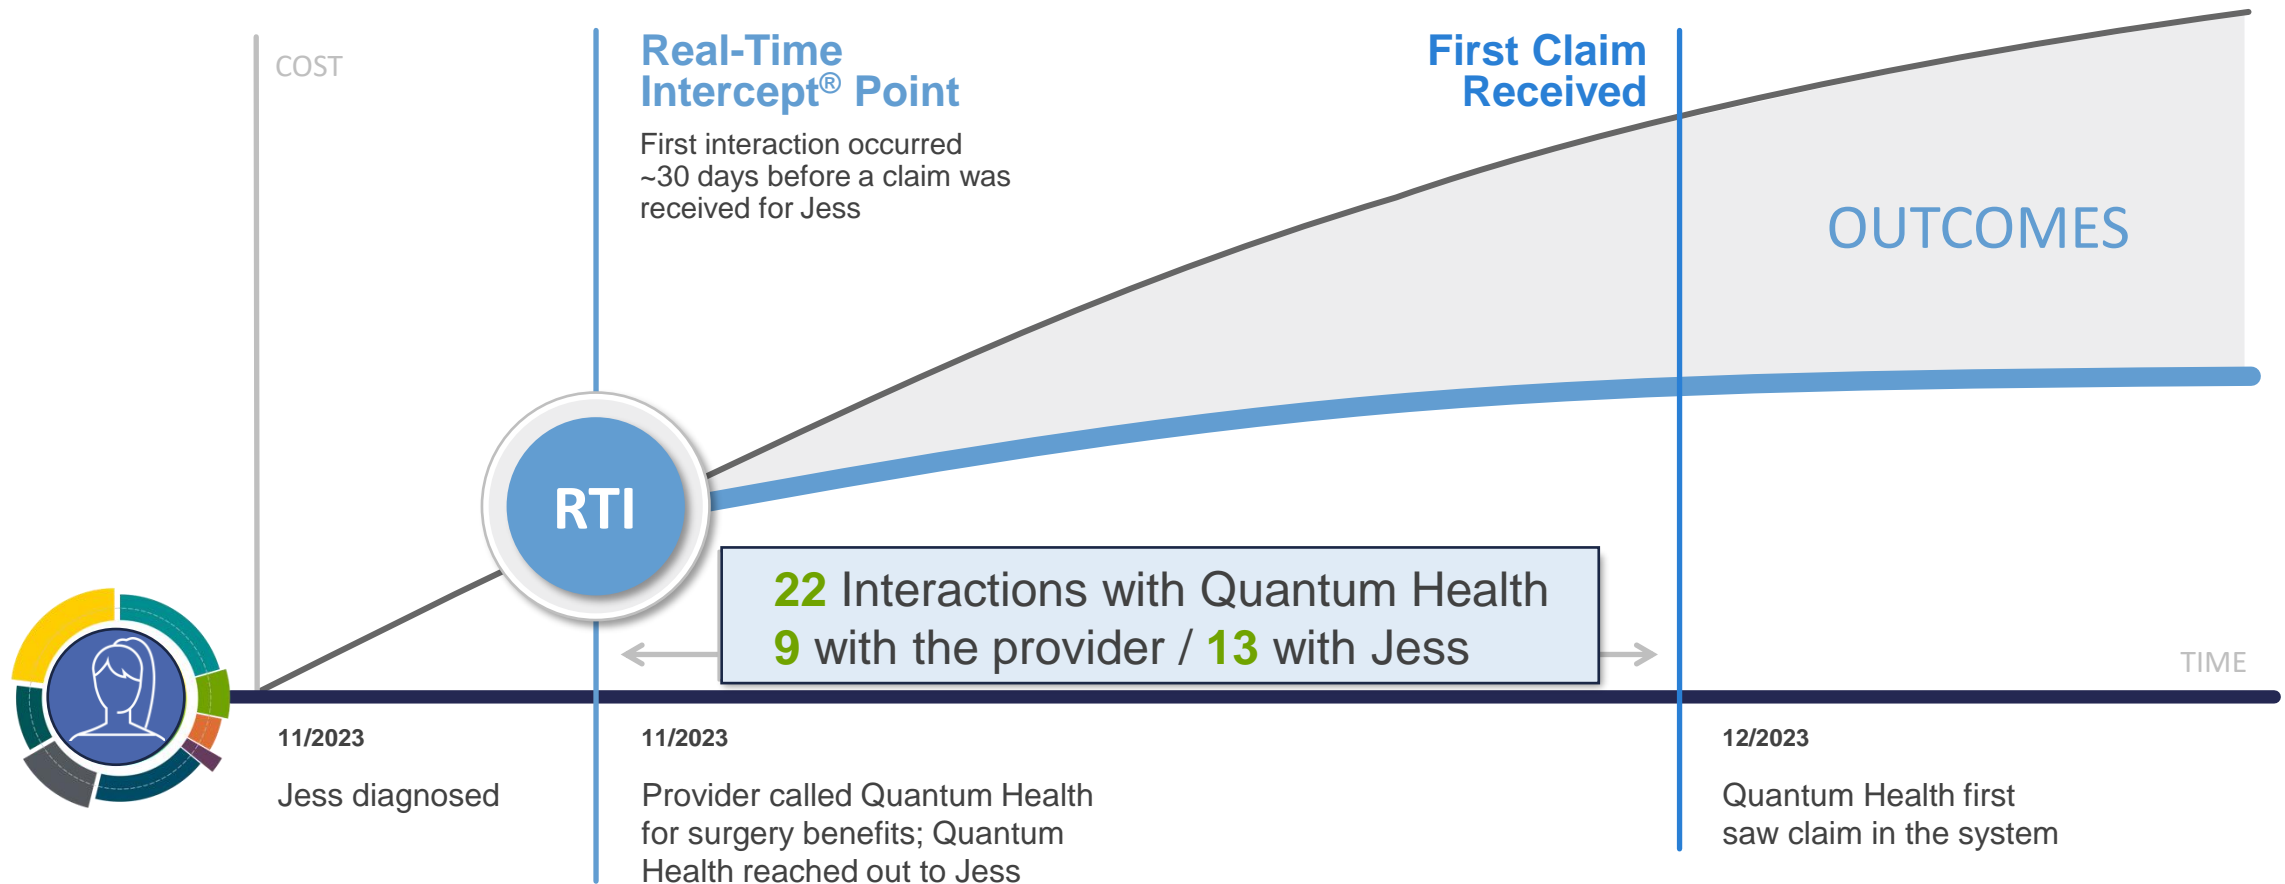 COST
Real-Time
Intercept® Point
First interaction occurred
~30 days before a claim was
received for Jess
First Claim
Received
OUTCOMES
RTI
22 Interactions with Quantum Health
9 with the provider / 13 with Jess
TIME
11/2023
Jess diagnosed
11/2023
Provider called Quantum Health
for surgery benefits; Quantum
Health reached out to Jess
12/2023
Quantum Health first
saw claim in the system